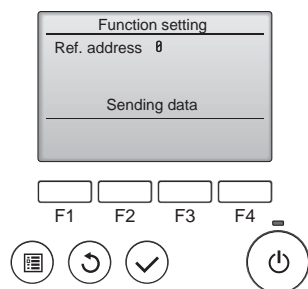 Function setting
Ref. address 0
Sending data
F1 F2 F3 F4